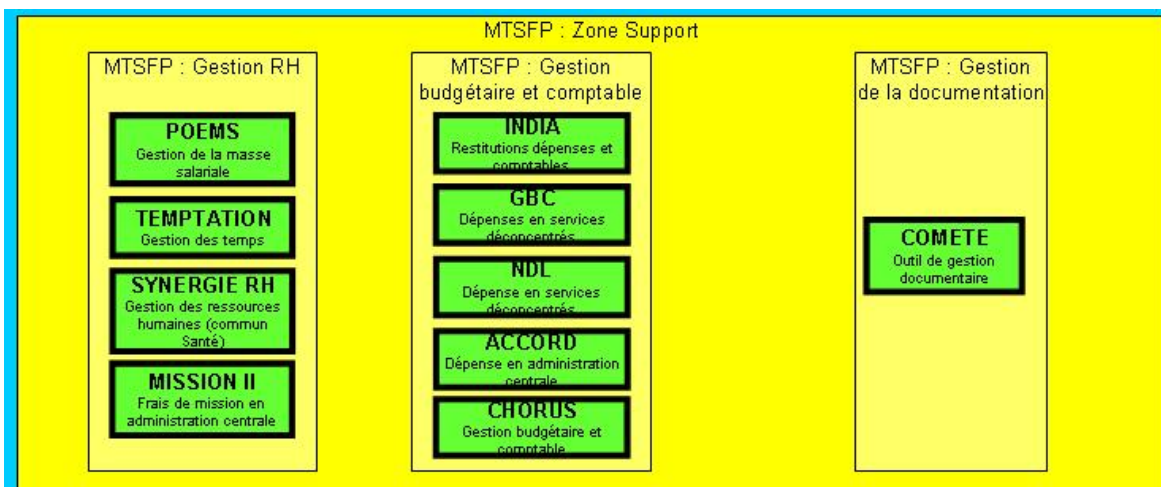 MTSFP : Zone Support
MTSFP : Gestion RH
POEMS
Gestion de la masse
salariale
TEMPTATION
Gestion des temps
SYNERGIE RH
Gestion des ressources
humaines (commun
Santé)
MISSION II
Frais de mission en
administration centrale
MTSFP : Gestion
budgétaire et comptable
INDIA
Restitutions dépenses et
comptables
GBC
Dépenses en services
déconcentrés
NDL
Dépense en services
déconcentrés
ACCORD
Dépense en administration
centrale
CHORUS
Gestion budgétaire et
comptable
MTSFP : Gestion
de la documentation
COMETE
Outil de gestion
documentaire